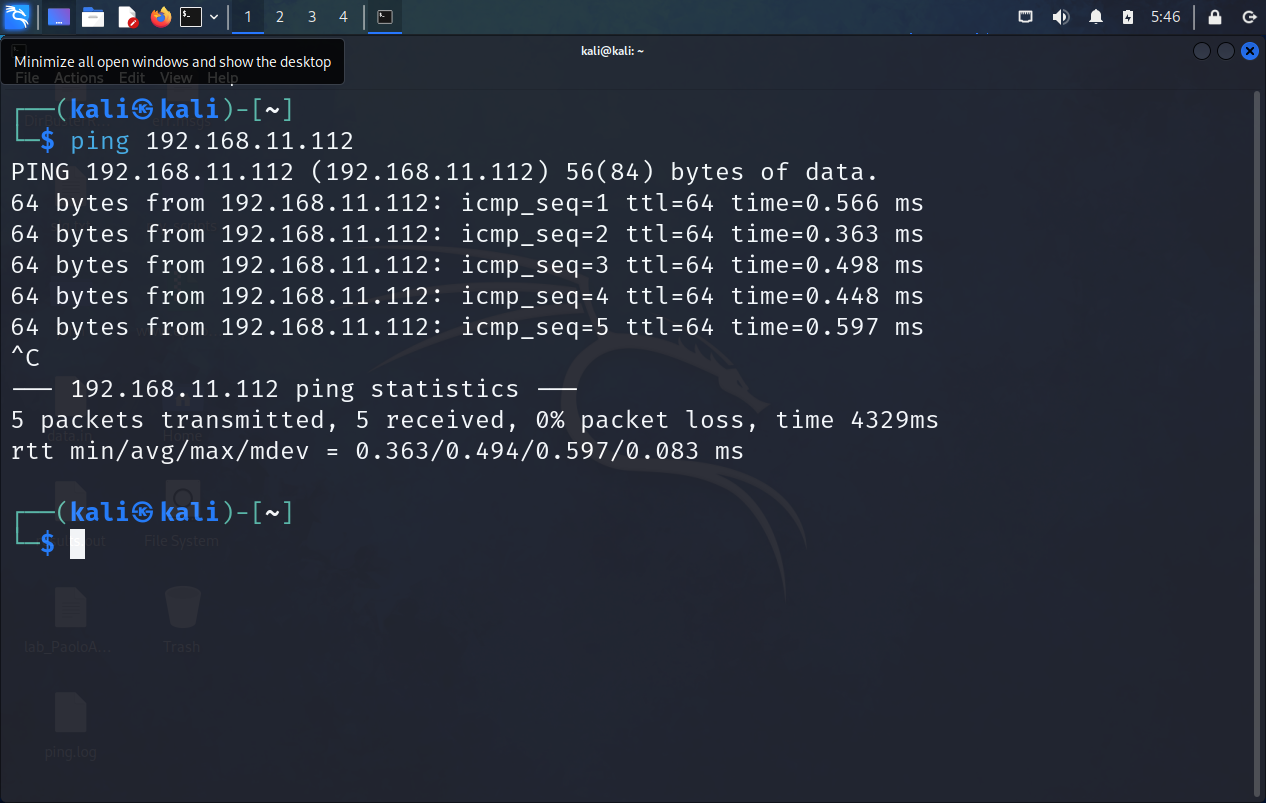 1 2 3 4 5:46
kali@kali: ~
Minimize all open windows and show the desktop
File Actions Edit View Help
┌──(kali㉿kali)-[~]
└─$ ping 192.168.11.112
PING 192.168.11.112 (192.168.11.112) 56(84) bytes of data.
64 bytes from 192.168.11.112: icmp_seq=1 ttl=64 time=0.566 ms
64 bytes from 192.168.11.112: icmp_seq=2 ttl=64 time=0.363 ms
64 bytes from 192.168.11.112: icmp_seq=3 ttl=64 time=0.498 ms
64 bytes from 192.168.11.112: icmp_seq=4 ttl=64 time=0.448 ms
64 bytes from 192.168.11.112: icmp_seq=5 ttl=64 time=0.597 ms
^C
--- 192.168.11.112 ping statistics ---
5 packets transmitted, 5 received, 0% packet loss, time 4329ms
rtt min/avg/max/mdev = 0.363/0.494/0.597/0.083 ms
┌──(kali㉿kali)-[~]
└─$
File System
lab_PaoloA... Trash
ping.log